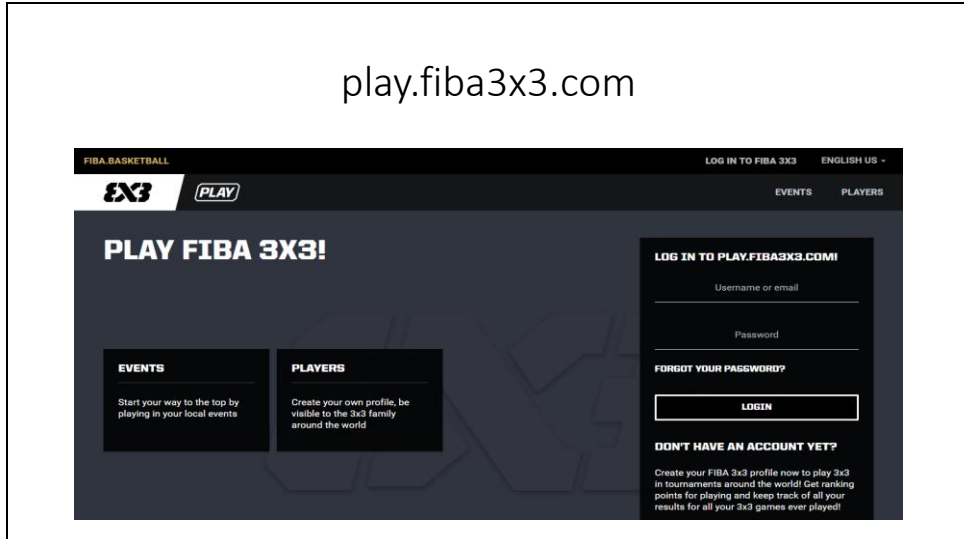 play.fiba3x3.com
FIBA.BASKETBALL
LOG IN TO FIBA 3X3 ENGLISH US
3X3 PLAY
EVENTS PLAYERS
PLAY FIBA 3X3!
LOG IN TO PLAY.FIBA3X3.COM!
Username or email
Password
FORGOT YOUR PASSWORD?
LOGIN
EVENTS
Start your way to the top by
playing in your local events
PLAYERS
Create your own profile, be
visible to the 3x3 family
around the world
DON'T HAVE AN ACCOUNT YET?
Create your FIBA 3x3 profile now to play 3x3
in tournaments around the world! Get ranking
points for playing and keep track of all your
results for all your 3x3 games ever played!